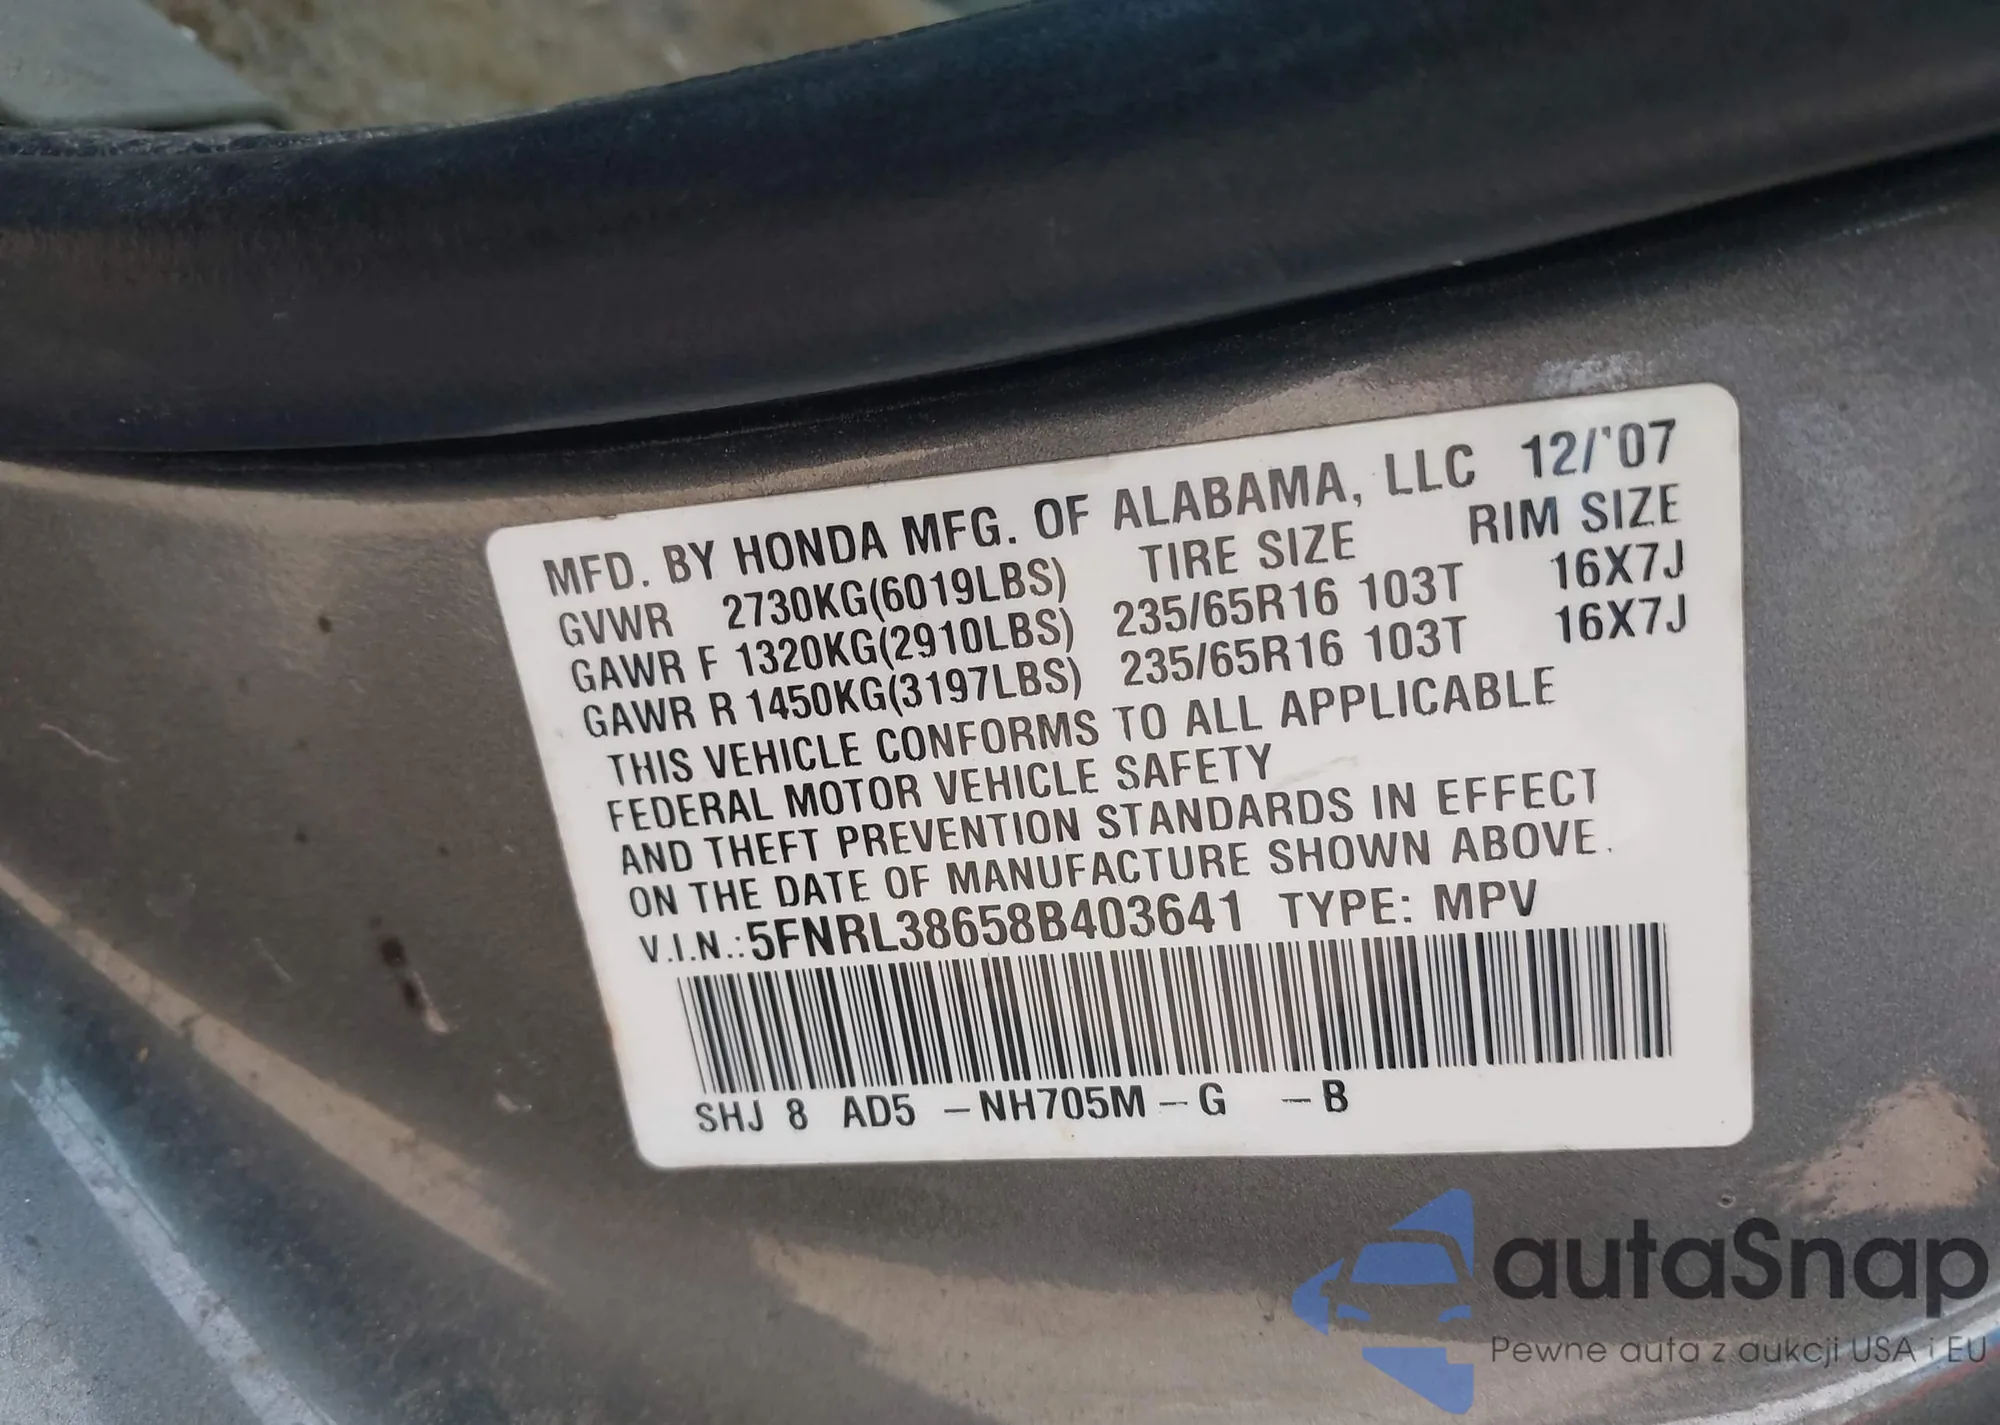 MFD. BY HONDA MFG. OF ALABAMA, LLC 12/'07
GVWR 2730KG(6019LBS) TIRE SIZE RIM SIZE
GAWR F 1320KG(2910LBS) 235/65R16 103T 16X7J
GAWR R 1450KG(3197LBS) 235/65R16 103T 16X7J
THIS VEHICLE CONFORMS TO ALL APPLICABLE
FEDERAL MOTOR VEHICLE SAFETY
AND THEFT PREVENTION STANDARDS IN EFFECT
ON THE DATE OF MANUFACTURE SHOWN ABOVE.
V.I.N.: 5FNRL38658B403641 TYPE: MPV
SHJ 8 AD5 -NH705M-G -B
autaSnap
Pewne auta z aukcji USA i EU